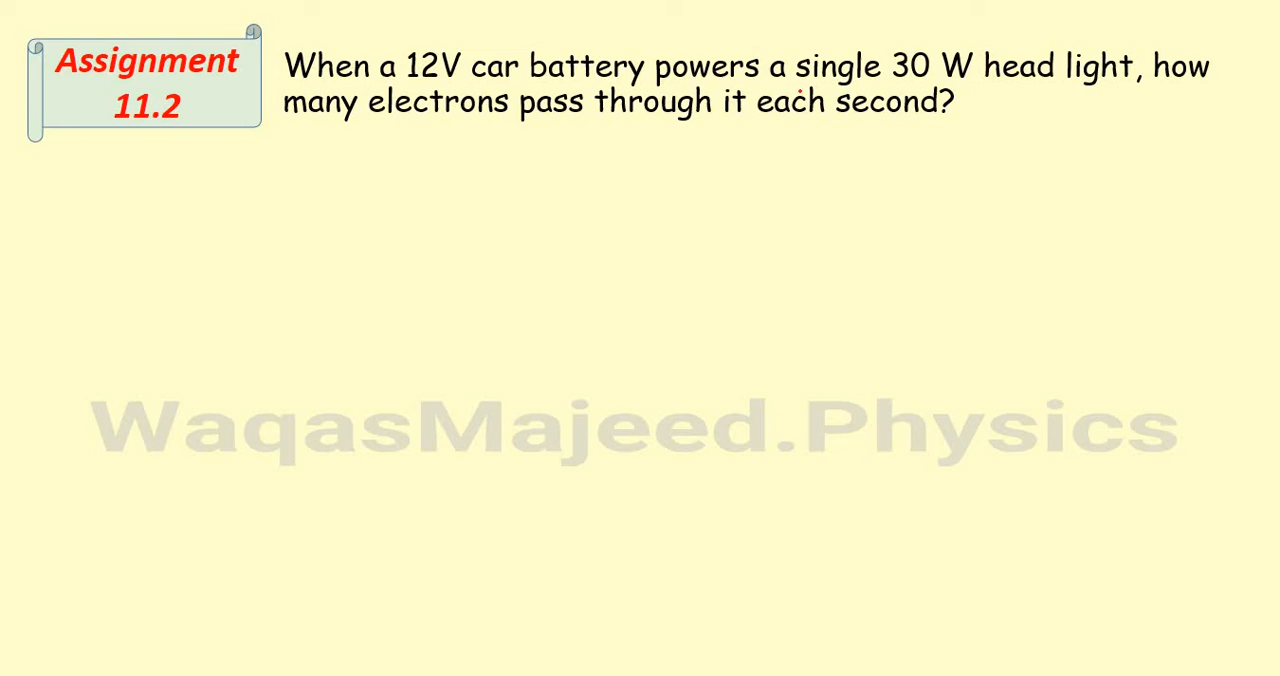 Assignment
11.2
When a 12V car battery powers a single 30 W head light, how
many electrons pass through it each second?
WaqasMajeed.Physics